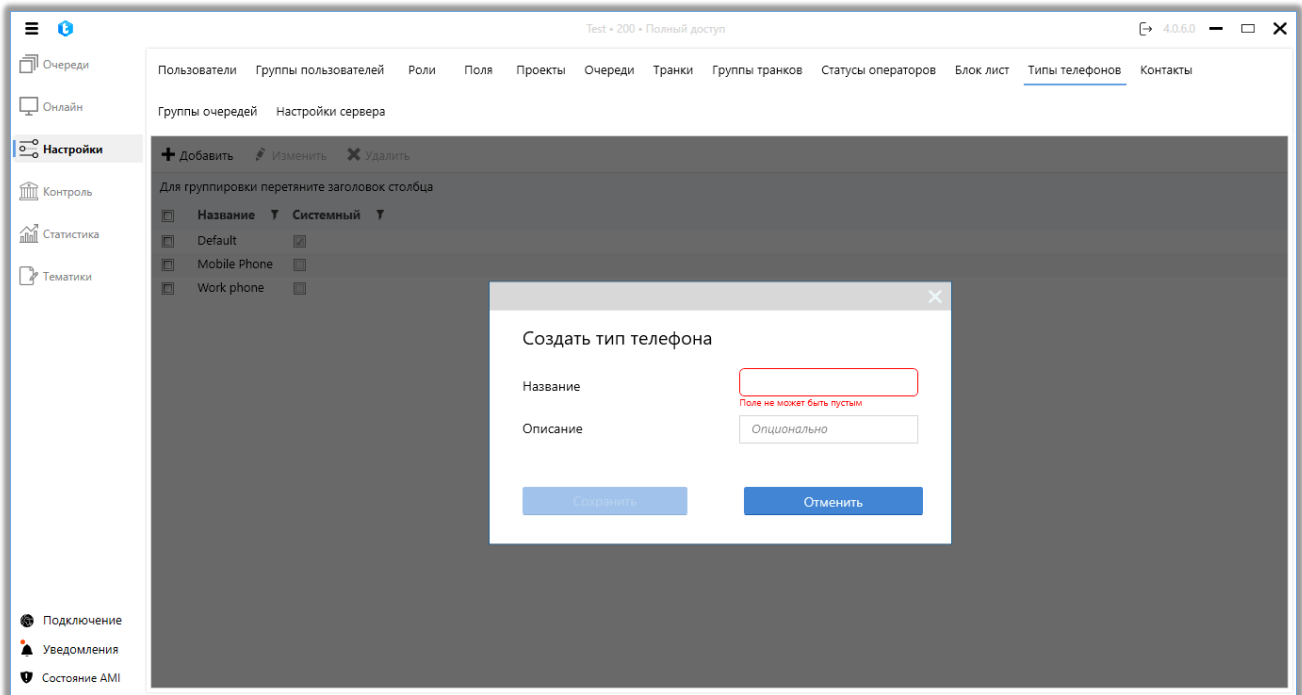 Test • 200 • Полный доступ
4.0.6.0
Очереди
Онлайн
Настройки
Контроль
Статистика
Тематики
Пользователи Группы пользователей Роли Поля Проекты Очереди Транки Группы транков Статусы операторов Блок лист Типы телефонов Контакты
Группы очередей Настройки сервера
Добавить Изменить Удалить
Для группировки перетяните заголовок столбца
Название Системный
Default
Mobile Phone
Work phone
Создать тип телефона
Название
Поле не может быть пустым
Описание Опционально
Сохранить Отменить
Подключение
Уведомления
Состояние AMI